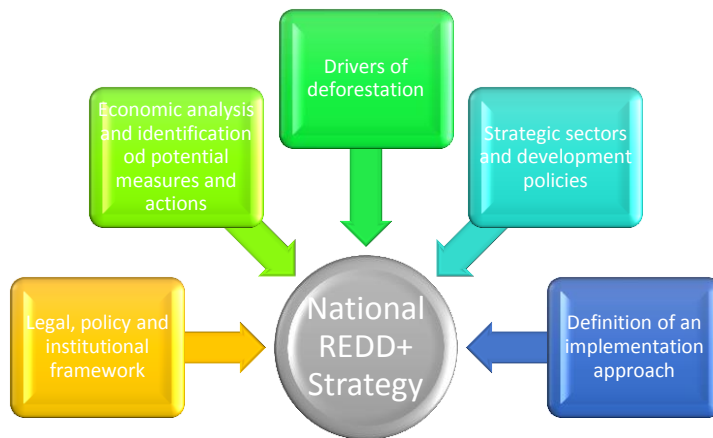 Drivers of
deforestation
Economic analysis
and identification
od potential
measures and
actions
Strategic sectors
and development
policies
Legal, policy and
institutional
framework
National
REDD+
Strategy
Definition of an
implementation
approach